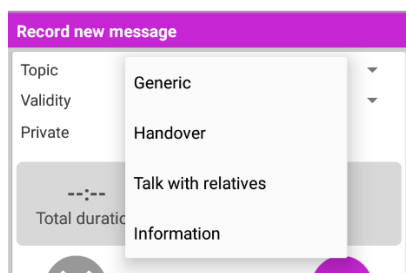 Record new message
Topic
Generic
Validity
Private
Handover
Talk with relatives
--:--
Total duratio
Information